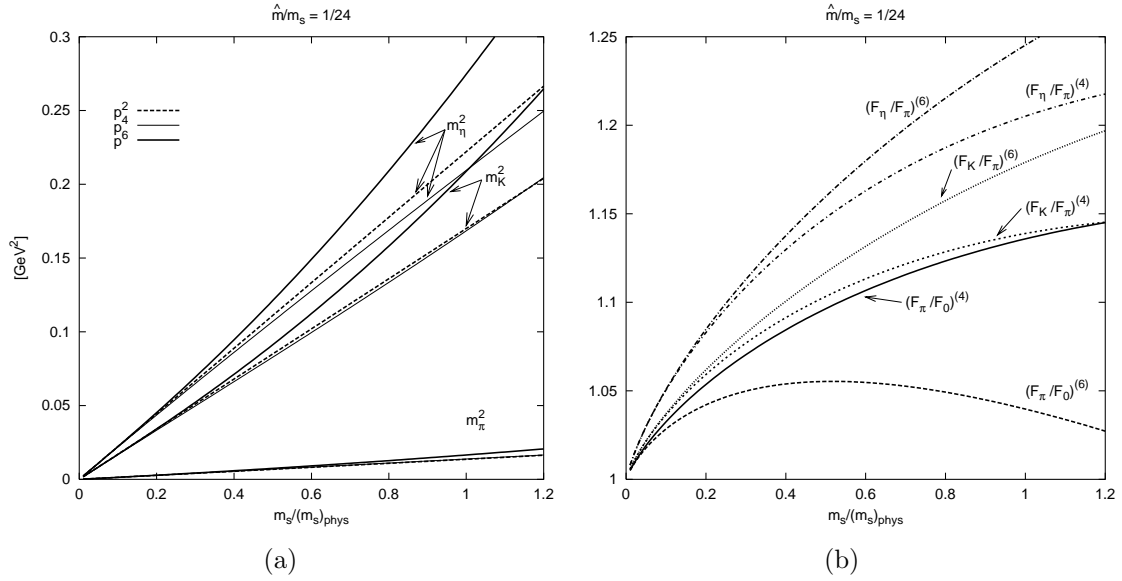 m̂/m_s = 1/24
0.3
0.25
0.2
0.15
0.1
0.05
0
[GeV²]
p²
p⁴
p⁶
m_η²
m_K²
m_π²
0 0.2 0.4 0.6 0.8 1 1.2
m_s/(m_s)_phys
(a)
m̂/m_s = 1/24
1.25
1.2
1.15
1.1
1.05
1
(F_η/F_π)⁽⁶⁾
(F_η/F_π)⁽⁴⁾
(F_K/F_π)⁽⁶⁾
(F_K/F_π)⁽⁴⁾
(F_π/F_0)⁽⁴⁾
(F_π/F_0)⁽⁶⁾
0 0.2 0.4 0.6 0.8 1 1.2
m_s/(m_s)_phys
(b)